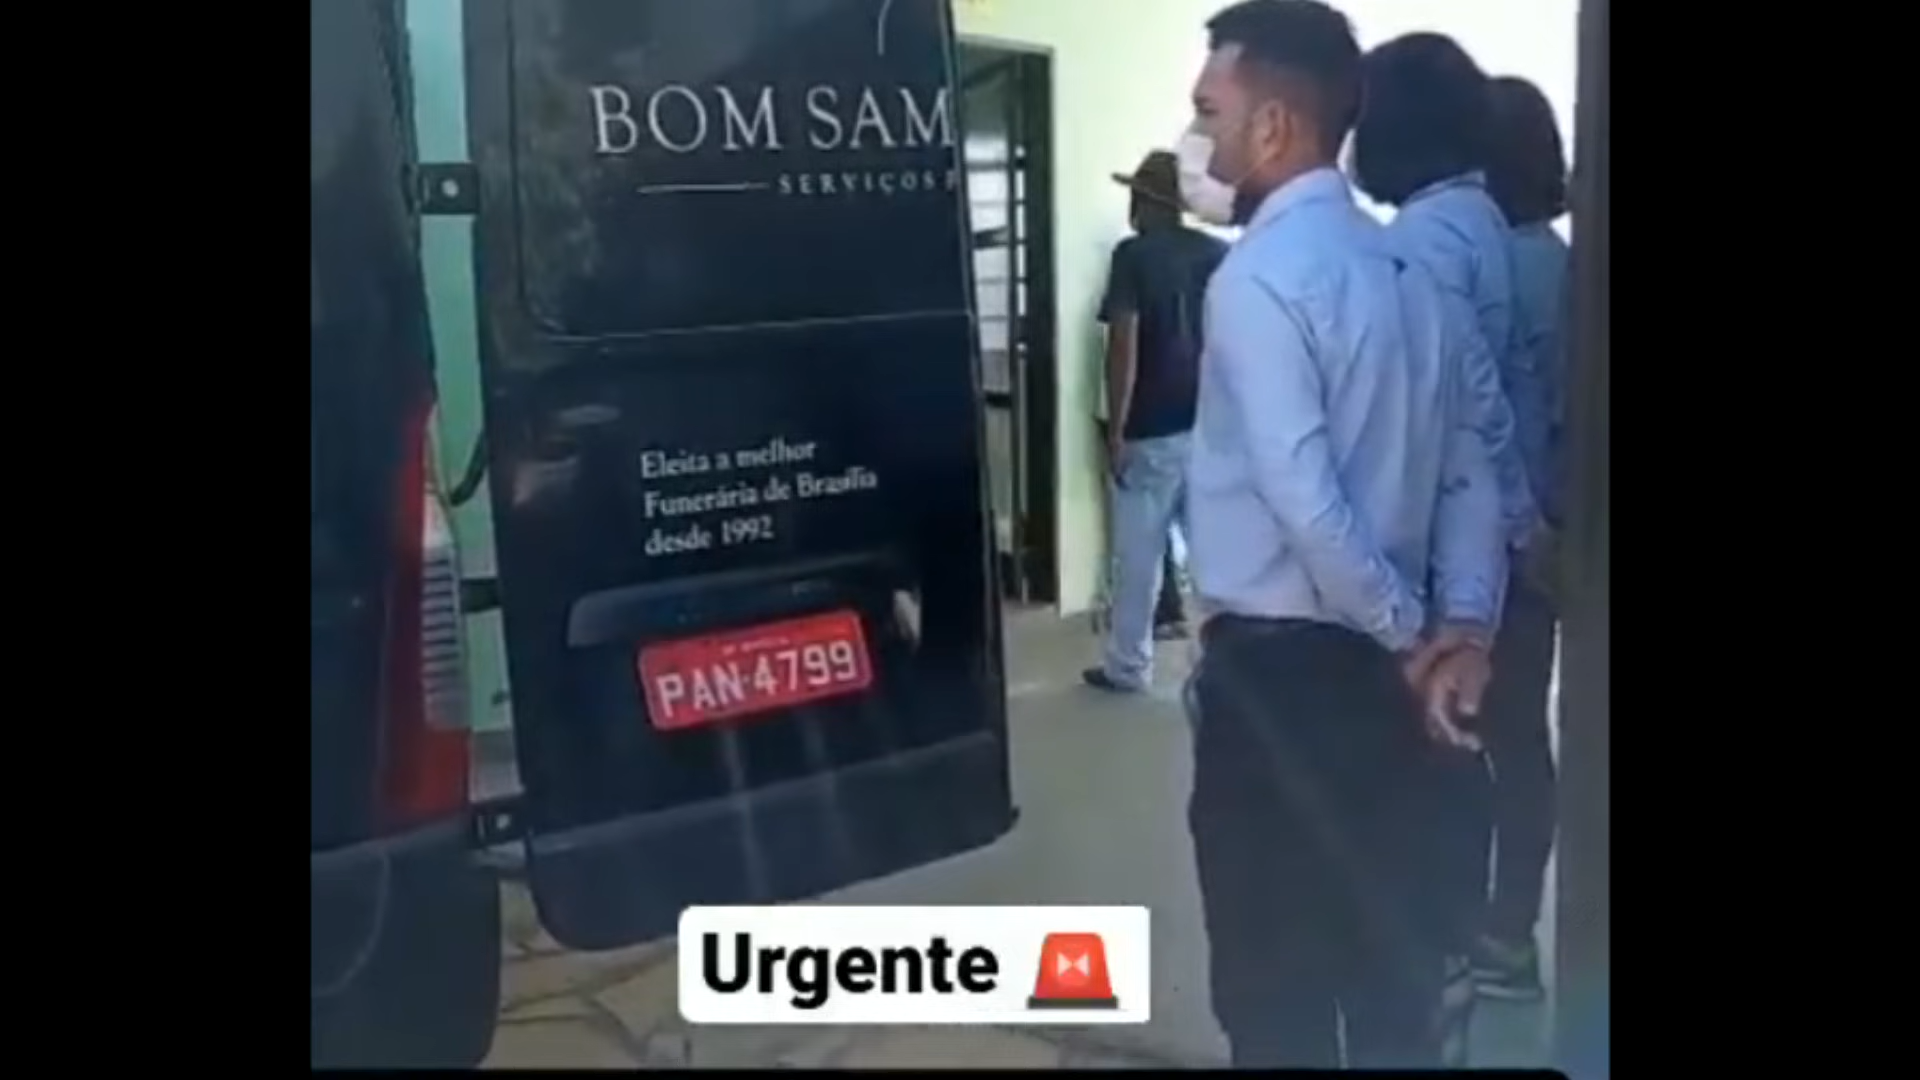 BOM SAM
SERVIÇOS F
Eleita a melhor
Funerária de Brasília
desde 1992
PAN-4799
Urgente